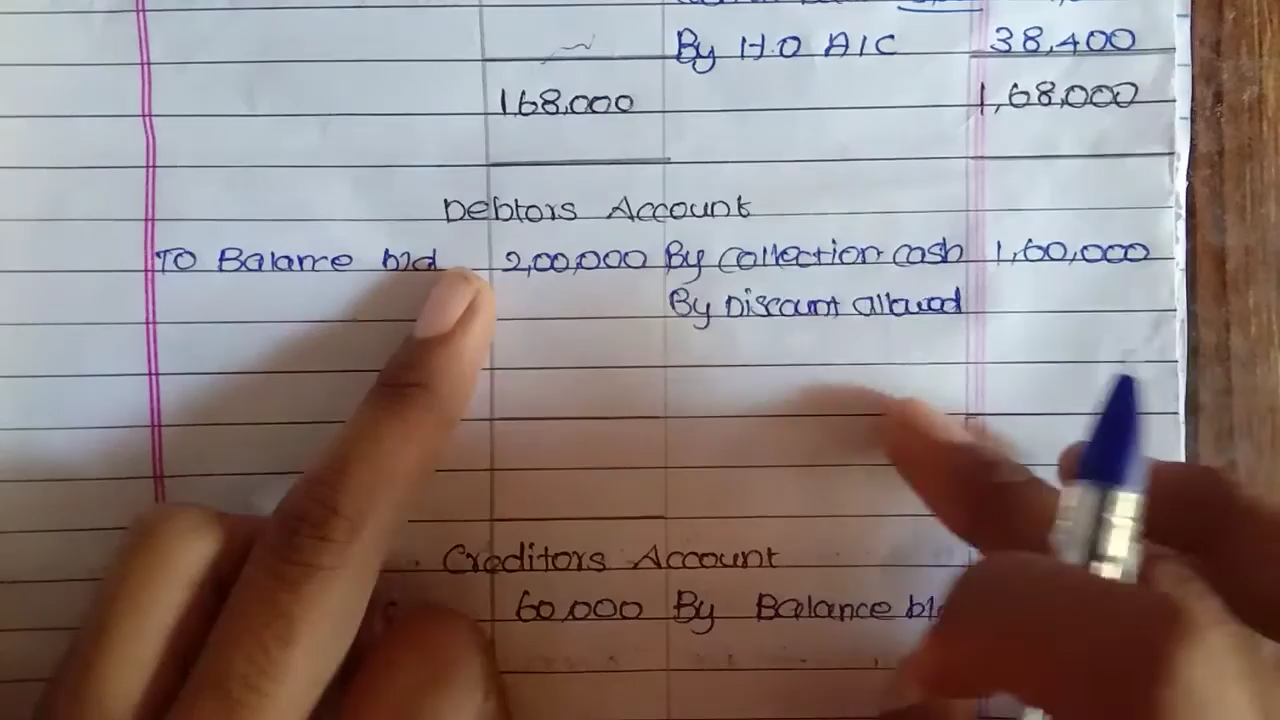 By H.O A/C 38,400
168,000 1,68,000
Debtors Account
TO Balance b/d 2,00,000 By collection cash 1,60,000
By Discount allowed
Creditors Account
60,000 By Balance